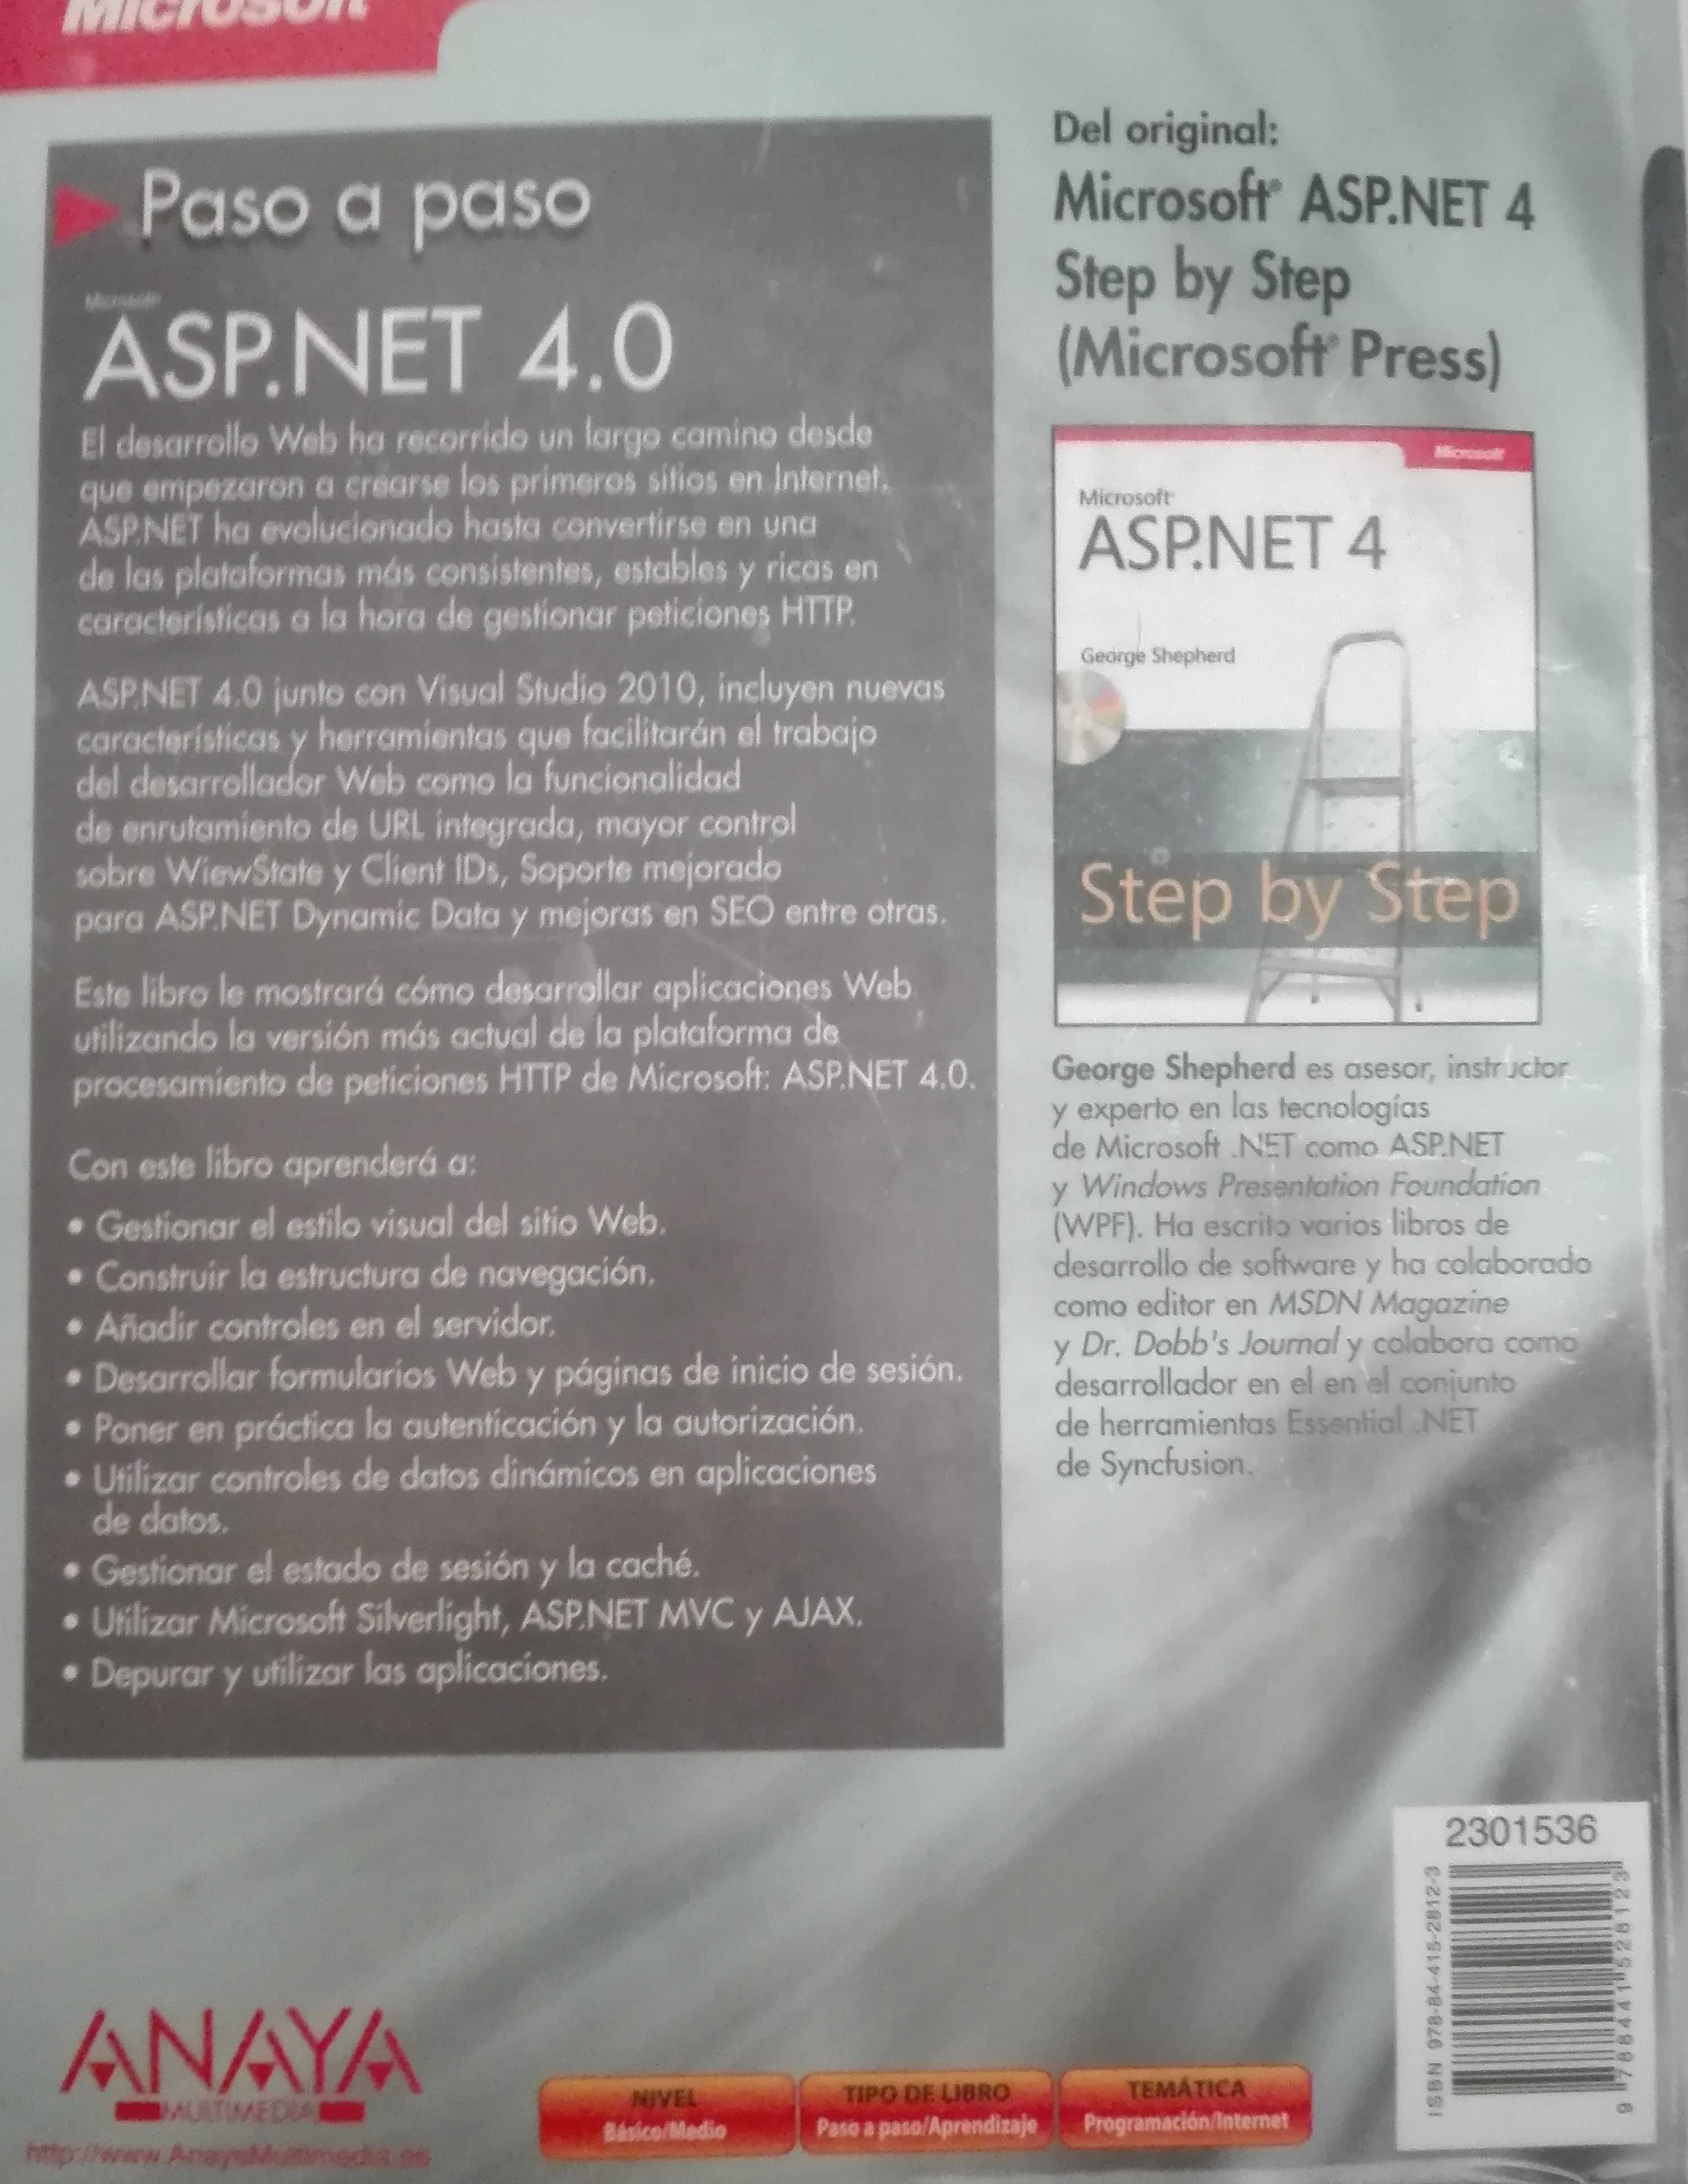 Microsoft
Paso a paso
Microsoft
ASP.NET 4.0
El desarrollo Web ha recorrido un largo camino desde
que empezaron a crearse los primeros sitios en Internet.
ASP.NET ha evolucionado hasta convertirse en una
de las plataformas más consistentes, estables y ricas en
características a la hora de gestionar peticiones HTTP.
ASP.NET 4.0 junto con Visual Studio 2010, incluyen nuevas
características y herramientas que facilitarán el trabajo
del desarrollador Web como la funcionalidad
de enrutamiento de URL integrada, mayor control
sobre WiewState y Client IDs, Soporte mejorado
para ASP.NET Dynamic Data y mejoras en SEO entre otras.
Este libro le mostrará cómo desarrollar aplicaciones Web
utilizando la versión más actual de la plataforma de
procesamiento de peticiones HTTP de Microsoft: ASP.NET 4.0.
Con este libro aprenderá a:
• Gestionar el estilo visual del sitio Web.
• Construir la estructura de navegación.
• Añadir controles en el servidor.
• Desarrollar formularios Web y páginas de inicio de sesión.
• Poner en práctica la autenticación y la autorización.
• Utilizar controles de datos dinámicos en aplicaciones
de datos.
• Gestionar el estado de sesión y la caché.
• Utilizar Microsoft Silverlight, ASP.NET MVC y AJAX.
• Depurar y utilizar las aplicaciones.
Del original:
Microsoft® ASP.NET 4
Step by Step
(Microsoft® Press)
Microsoft
Microsoft®
ASP.NET 4
George Shepherd
Step by Step
George Shepherd es asesor, instructor
y experto en las tecnologías
de Microsoft .NET como ASP.NET
y Windows Presentation Foundation
(WPF). Ha escrito varios libros de
desarrollo de software y ha colaborado
como editor en MSDN Magazine
y Dr. Dobb's Journal y colabora como
desarrollador en el en el conjunto
de herramientas Essential .NET
de Syncfusion.
2301536
ISBN 978-84-415-2812-3
9 788441 528123
ANAYA
MULTIMEDIA
http://www.AnayaMultimedia.es
NIVEL
Básico/Medio
TIPO DE LIBRO
Paso a paso/Aprendizaje
TEMÁTICA
Programación/Internet